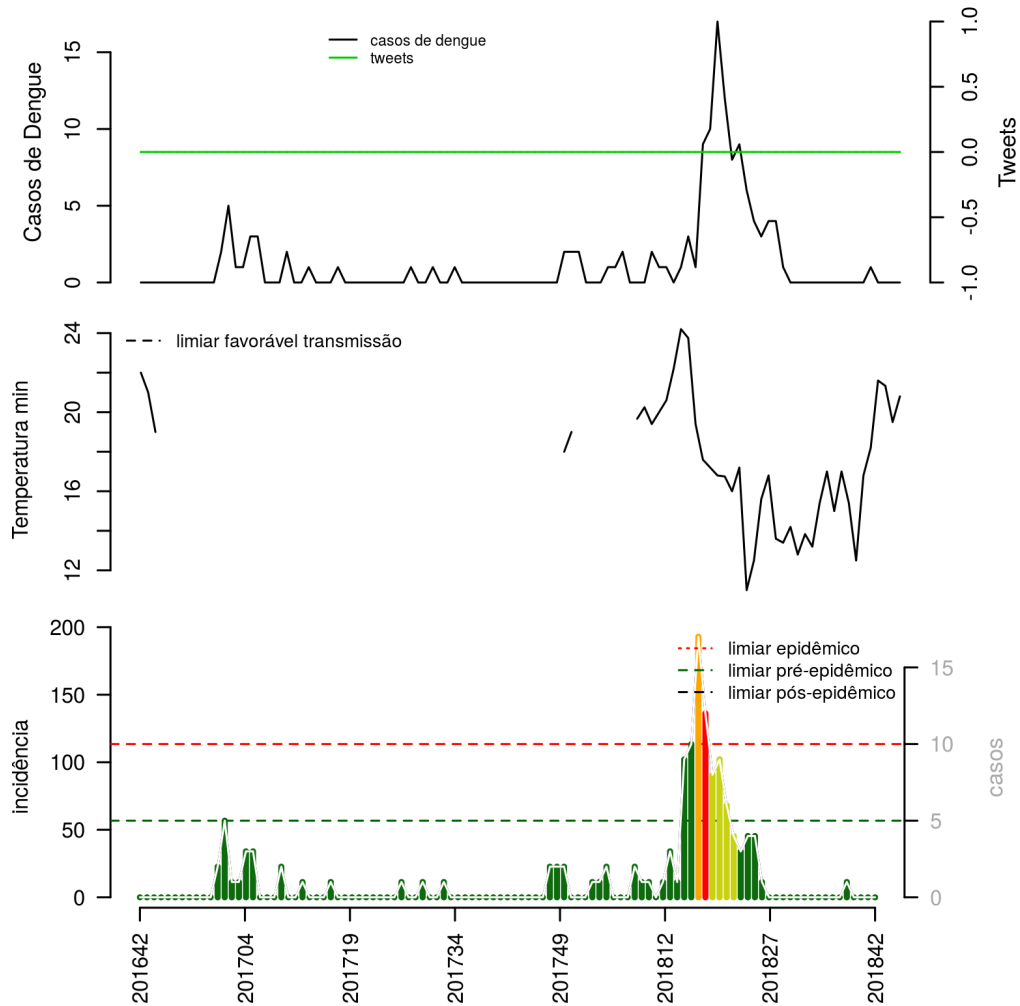 casos de dengue
tweets
Casos de Dengue
0
5
10
15
Tweets
-1.0
-0.5
0.0
0.5
1.0
limiar favorável transmissão
Temperatura min
12
16
20
24
limiar epidêmico
limiar pré-epidêmico
limiar pós-epidêmico
incidência
0
50
100
150
200
casos
0
5
10
15
201642
201704
201719
201734
201749
201812
201827
201842